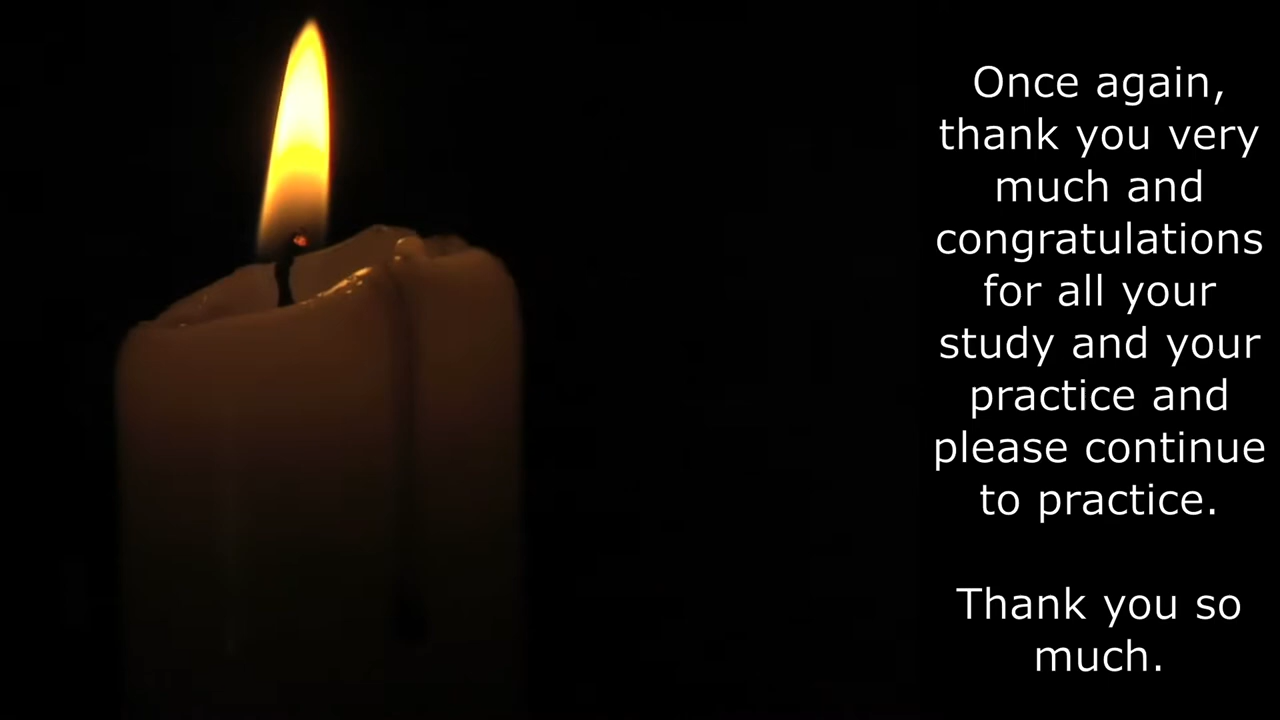 Once again,
thank you very
much and
congratulations
for all your
study and your
practice and
please continue
to practice.
Thank you so
much.